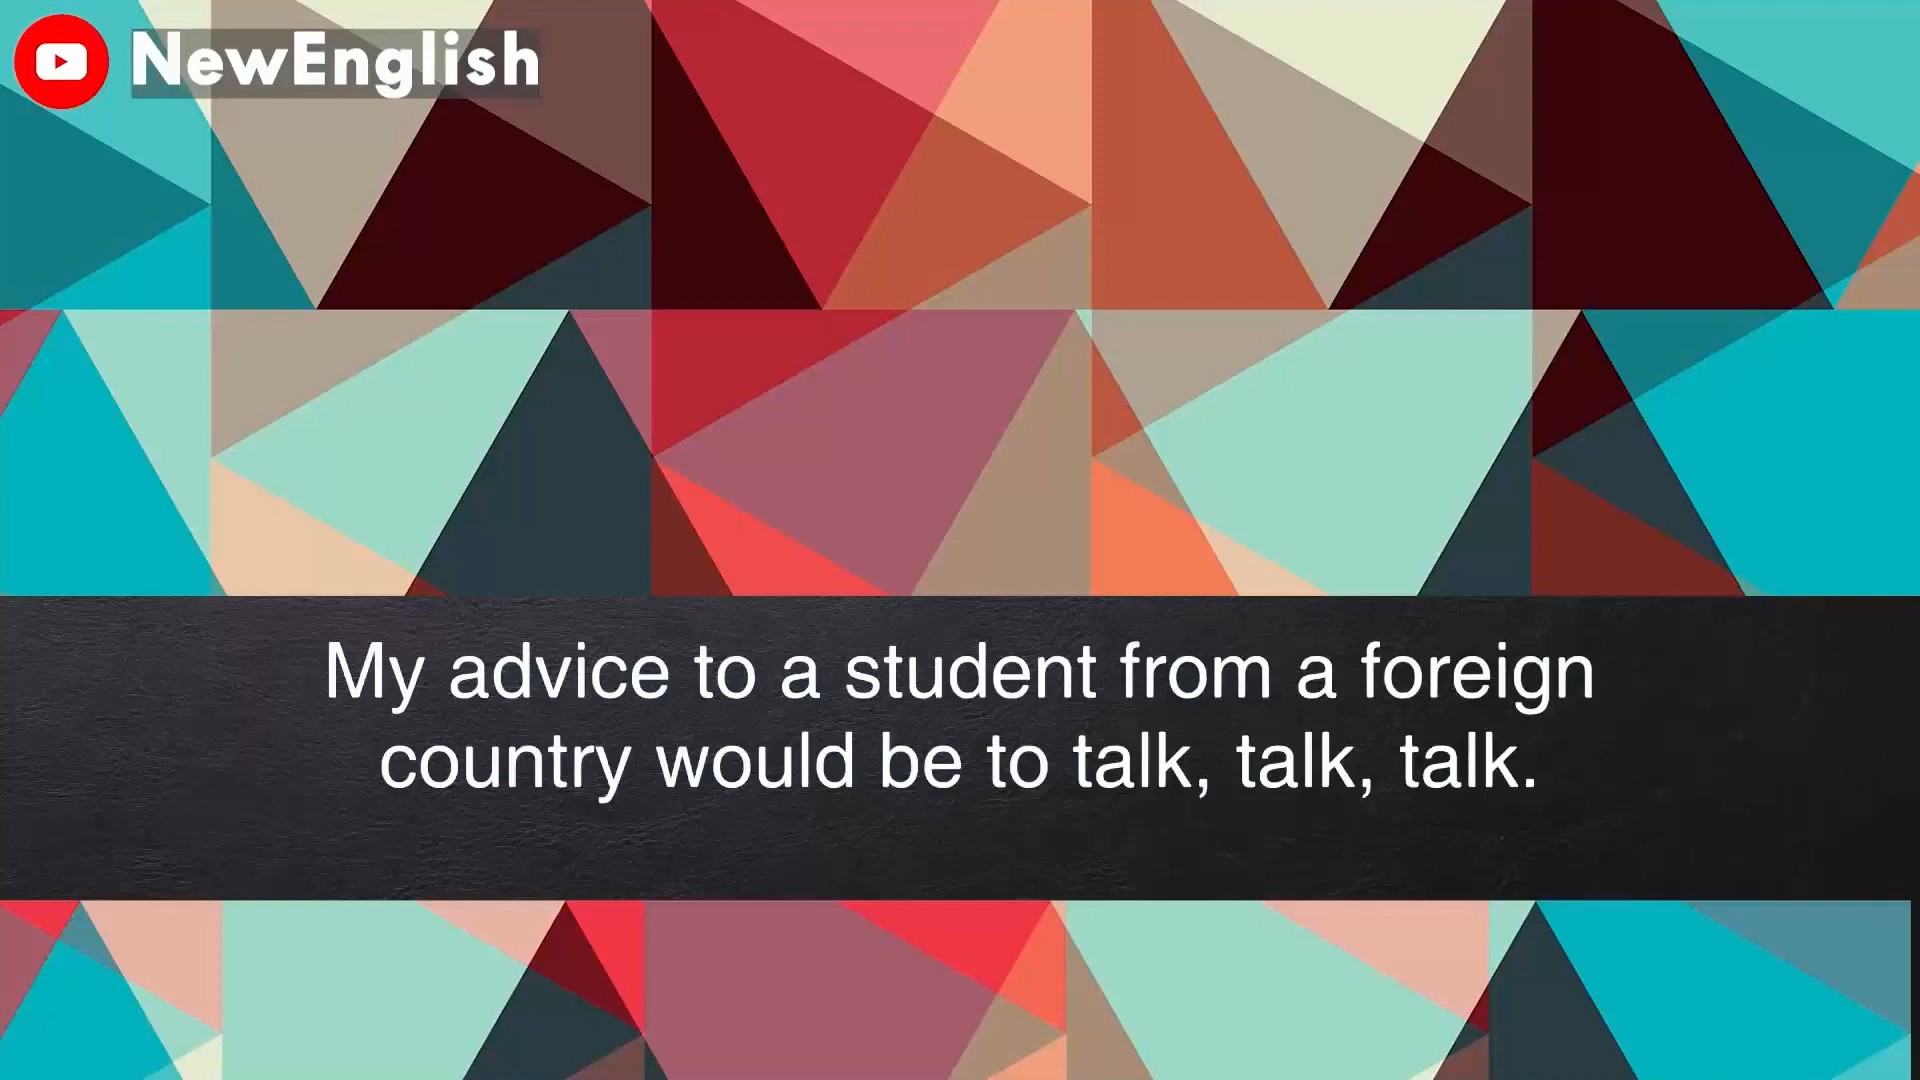 NewEnglish
My advice to a student from a foreign
country would be to talk, talk, talk.